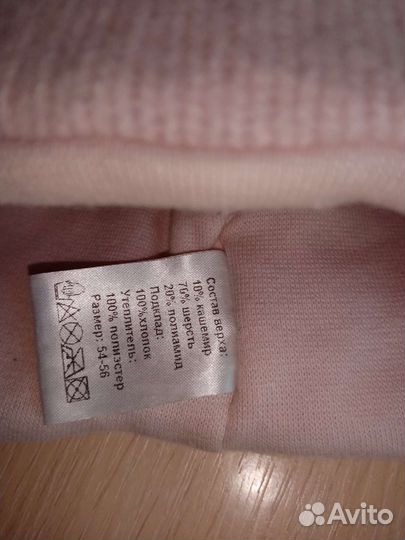 Состав верха:
10% кашемир
70% шерсть
20% полиамид
Подклад:
100%хлопок
Утеплитель:
100% полиэстер
Размер: 54-56
Avito